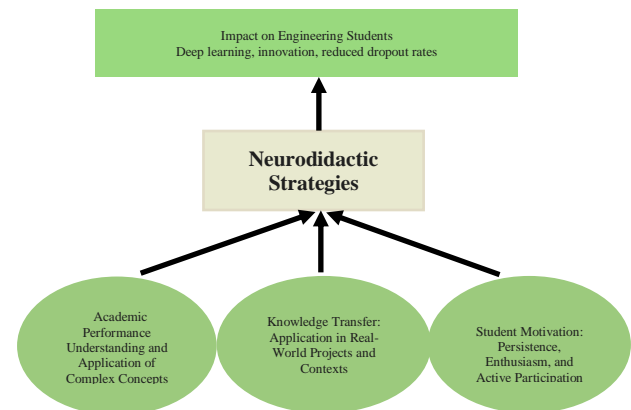 Impact on Engineering Students
Deep learning, innovation, reduced dropout rates
Neurodidactic
Strategies
Academic
Performance
Understanding and
Application of
Complex Concepts
Knowledge Transfer:
Application in Real-
World Projects and
Contexts
Student Motivation:
Persistence,
Enthusiasm, and
Active Participation